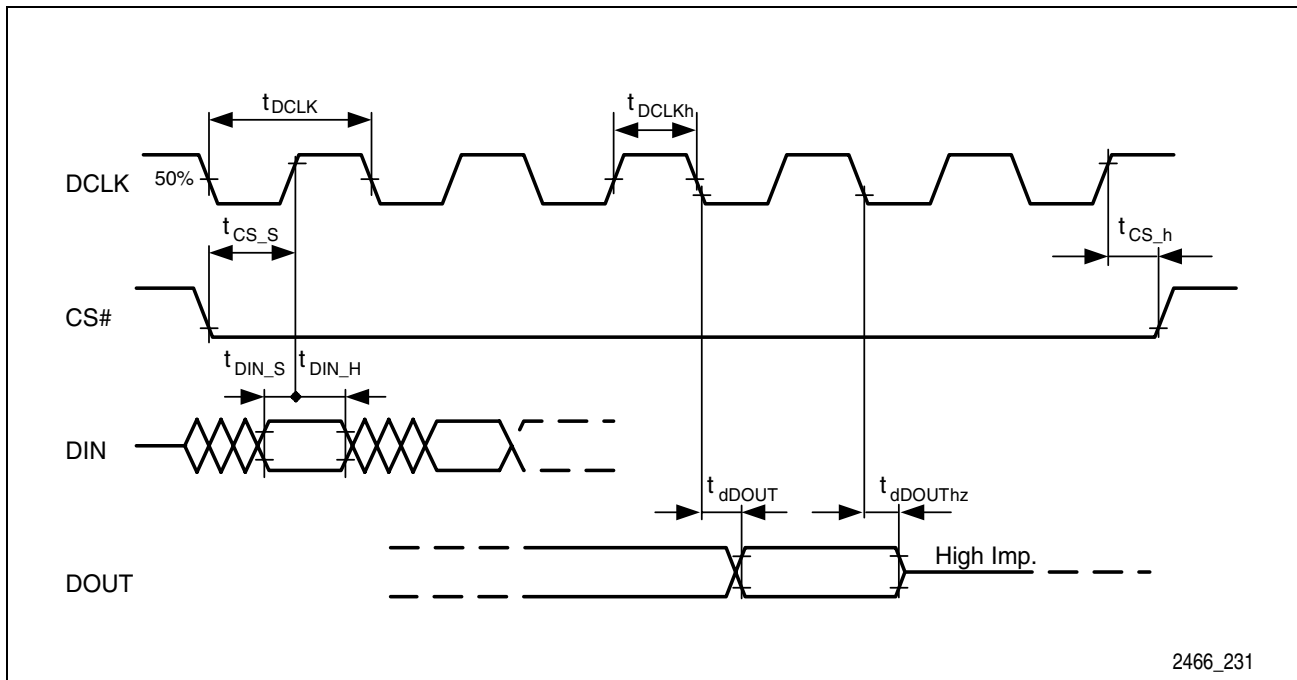 tDCLK
tDCLKh
DCLK
50%
tCS_S
tCS_h
CS#
tDIN_S
tDIN_H
DIN
tdDOUT
tdDOUThz
High Imp.
DOUT
2466_231